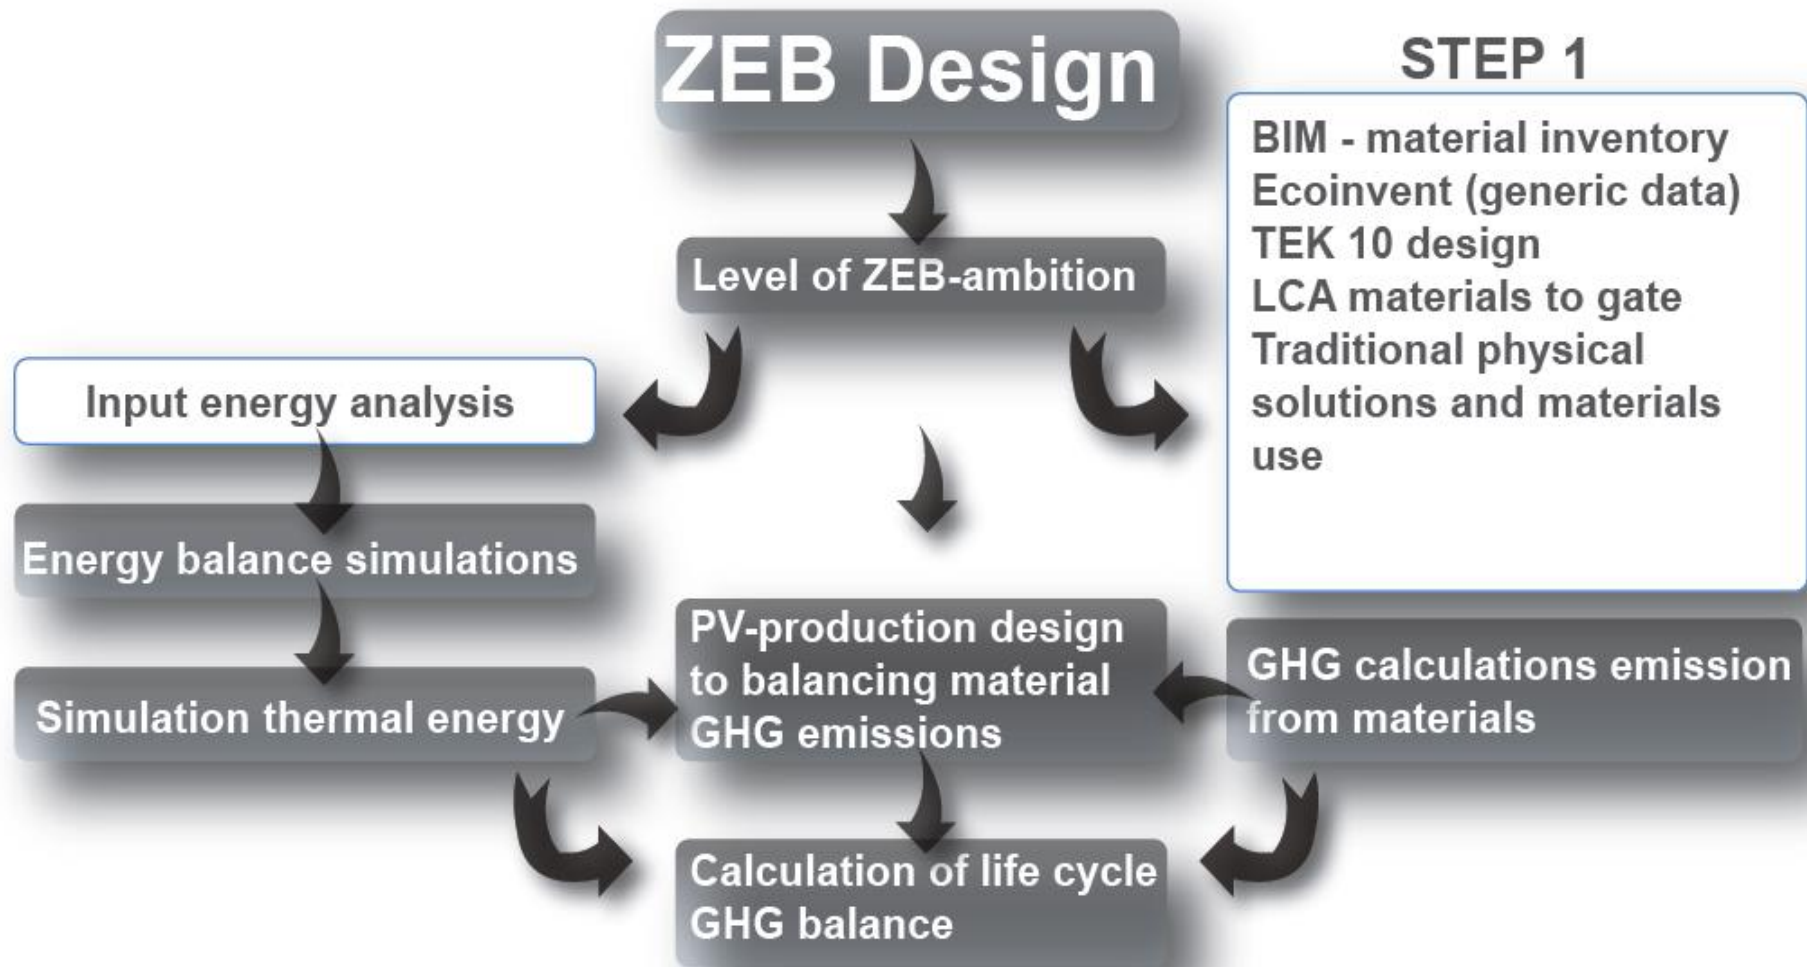 ZEB Design
STEP 1
BIM - material inventory
Ecoinvent (generic data)
TEK 10 design
LCA materials to gate
Traditional physical
solutions and materials
use
Level of ZEB-ambition
Input energy analysis
Energy balance simulations
Simulation thermal energy
PV-production design
to balancing material
GHG emissions
GHG calculations emission
from materials
Calculation of life cycle
GHG balance